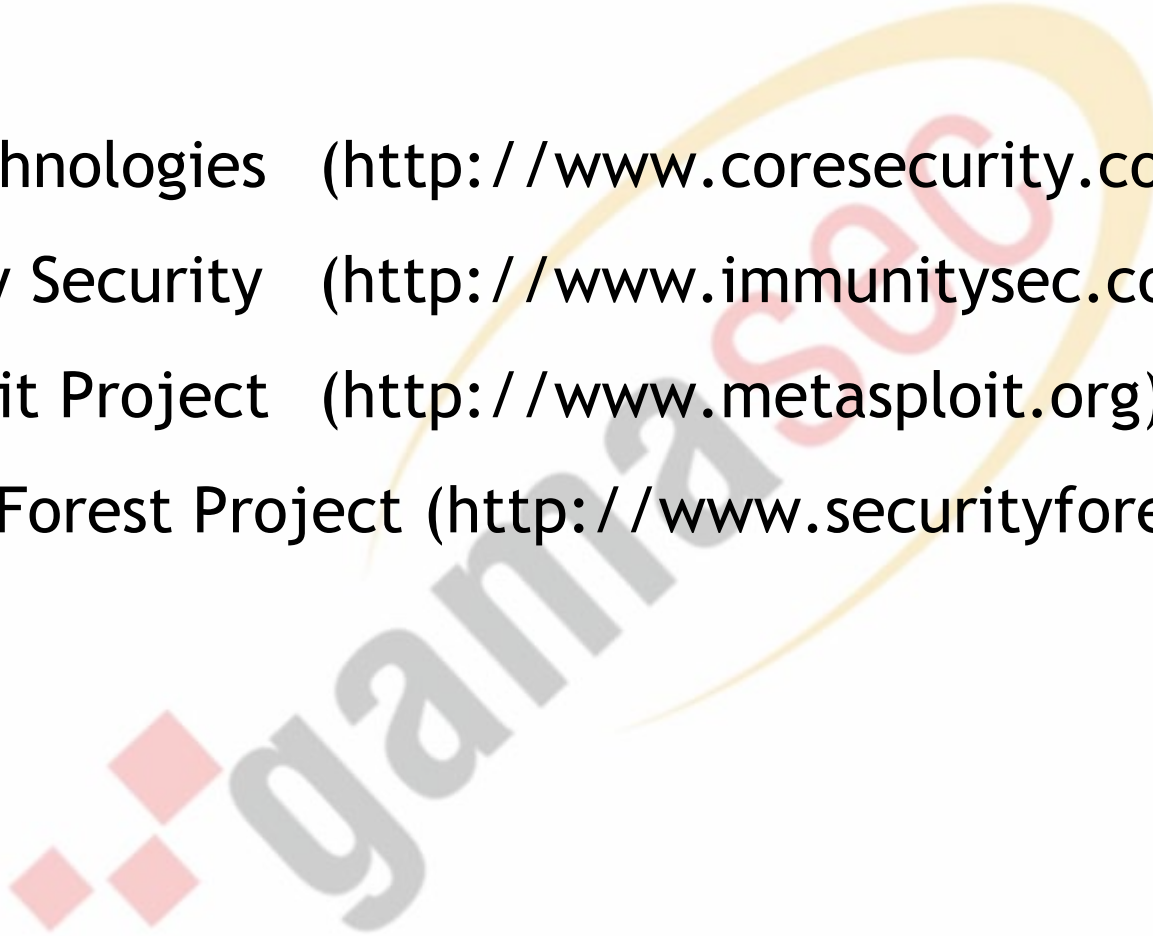 hnologies (http://www.coresecurity.co
Security (http://www.immunitysec.co
it Project (http://www.metasploit.org)
Forest Project (http://www.securityfore
gamasec